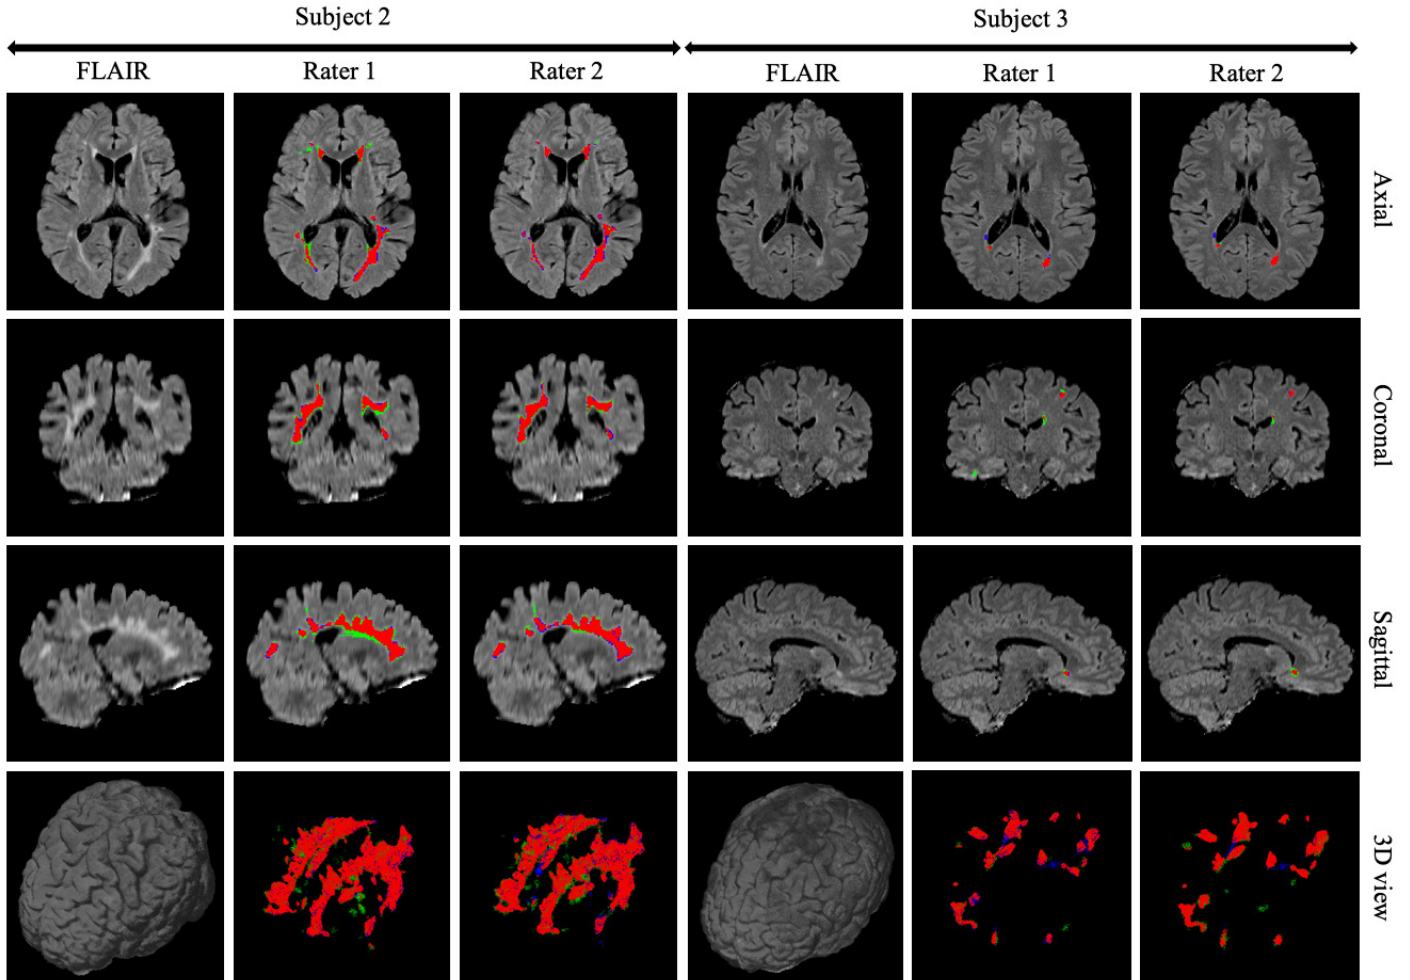 Subject 2
Subject 3
FLAIR
Rater 1
Rater 2
FLAIR
Rater 1
Rater 2
Axial
Coronal
Sagittal
3D view